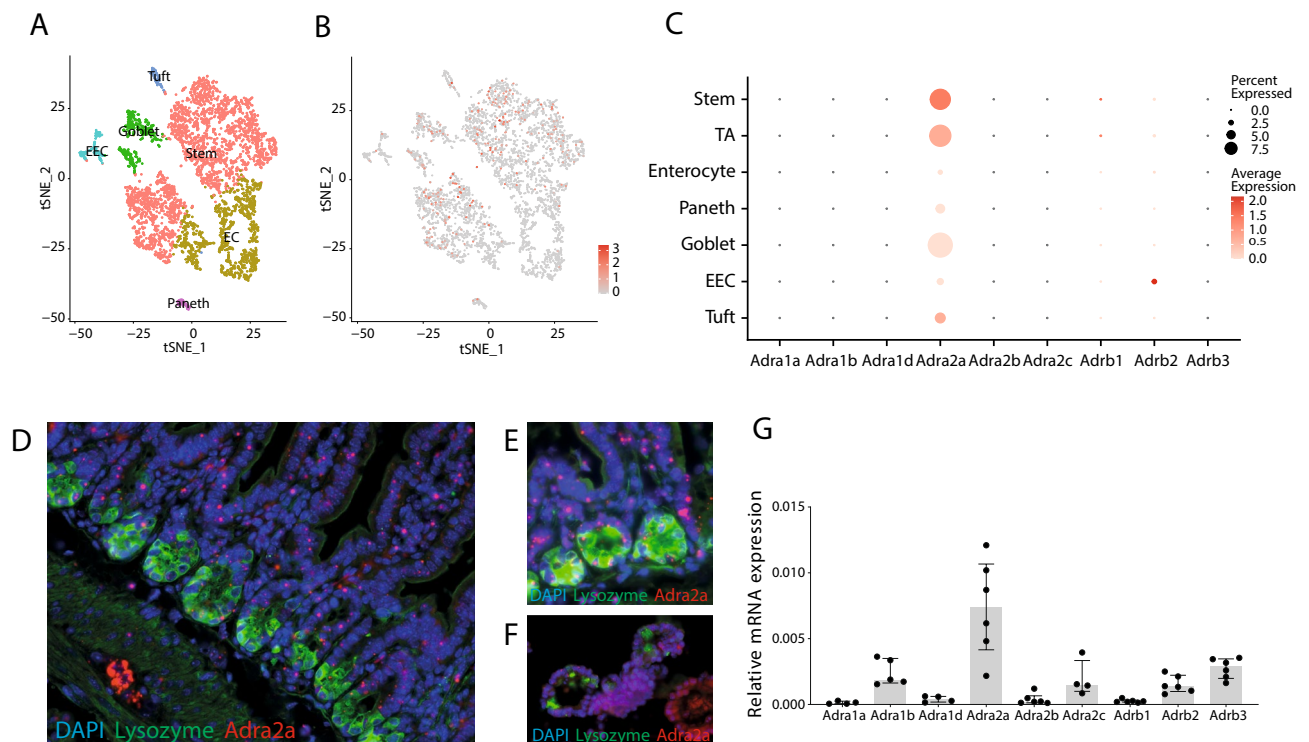 A
B
C
25
0
−25
−50
tSNE_2
−50
−25
0
25
tSNE_1
Tuft
Goblet
EEC
Stem
EC
Paneth
25
0
−25
−50
tSNE_2
−50
−25
0
25
tSNE_1
3
2
1
0
Stem
TA
Enterocyte
Paneth
Goblet
EEC
Tuft
Adra1a Adra1b Adra1d Adra2a Adra2b Adra2c Adrb1 Adrb2 Adrb3
Percent
Expressed
0.0
2.5
5.0
7.5
Average
Expression
2.0
1.5
1.0
0.5
0.0
D
DAPI Lysozyme Adra2a
E
DAPI Lysozyme Adra2a
F
DAPI Lysozyme Adra2a
G
Relative mRNA expression
0.015
0.010
0.005
0.000
Adra1a Adra1b Adra1d Adra2a Adra2b Adra2c Adrb1 Adrb2 Adrb3